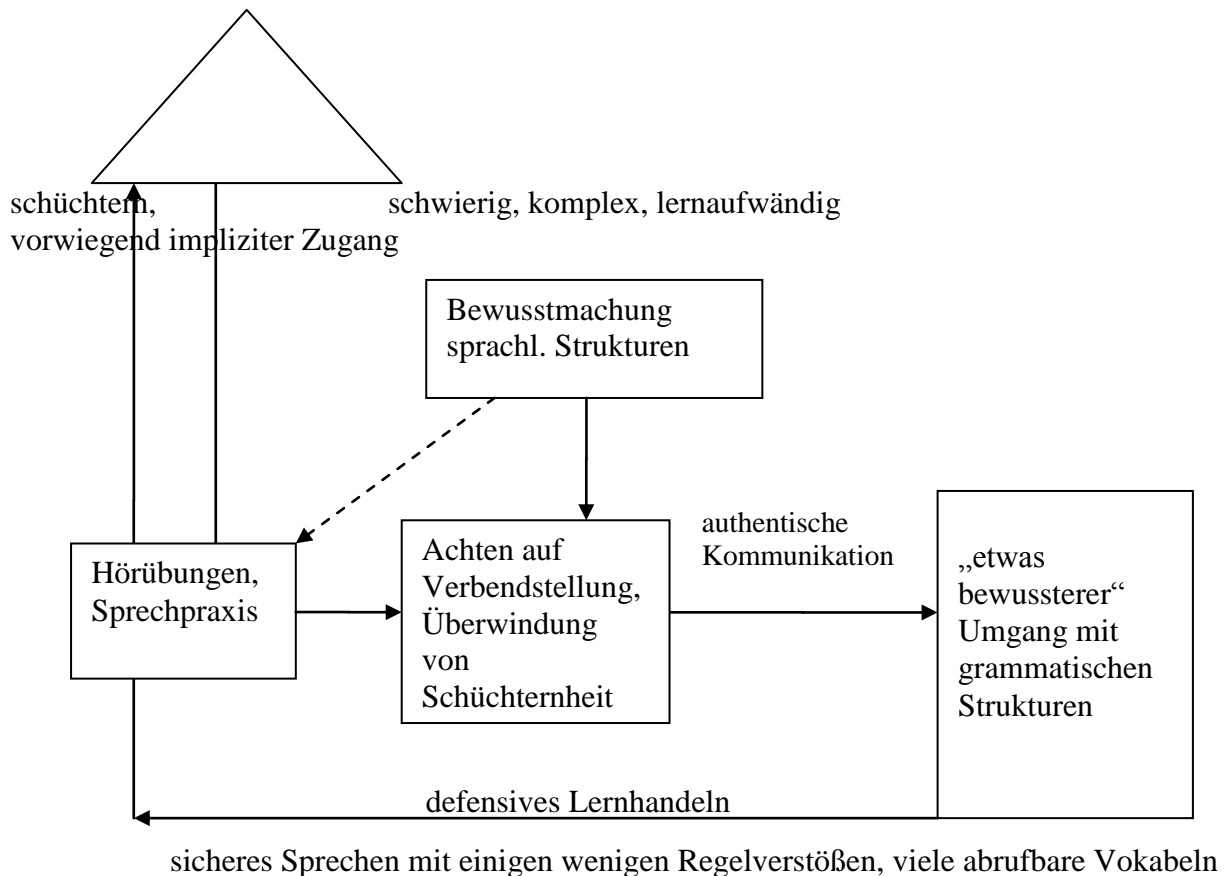 schüchtern,
schwierig, komplex, lernaufwändig
vorwiegend impliziter Zugang
Bewusstmachung
sprachl. Strukturen
Hörübungen,
Sprechpraxis
Achten auf
Verbendstellung,
Überwindung
von
Schüchternheit
authentische
Kommunikation
„etwas
bewussterer“
Umgang mit
grammatischen
Strukturen
defensives Lernhandeln
sicheres Sprechen mit einigen wenigen Regelverstößen, viele abrufbare Vokabeln